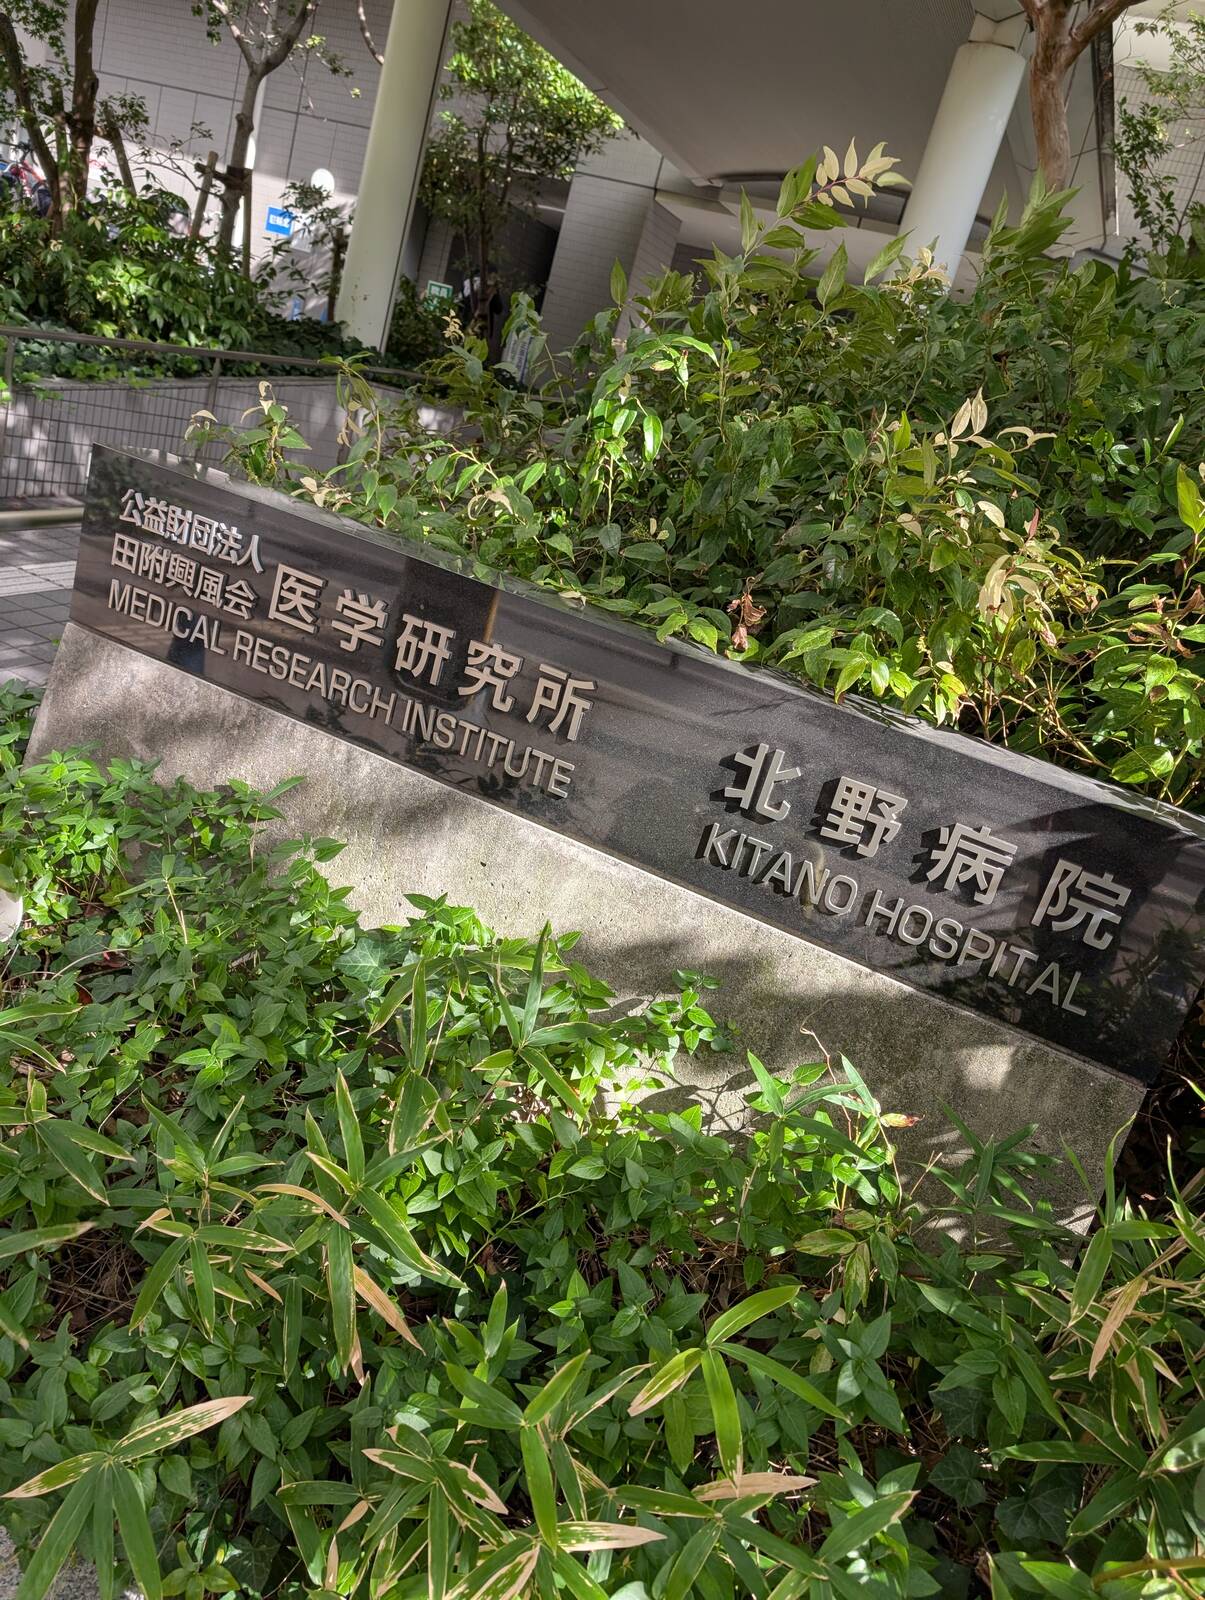 公益財団法人
田附興風会
医学研究所
MEDICAL RESEARCH INSTITUTE
北野病院
KITANO HOSPITAL